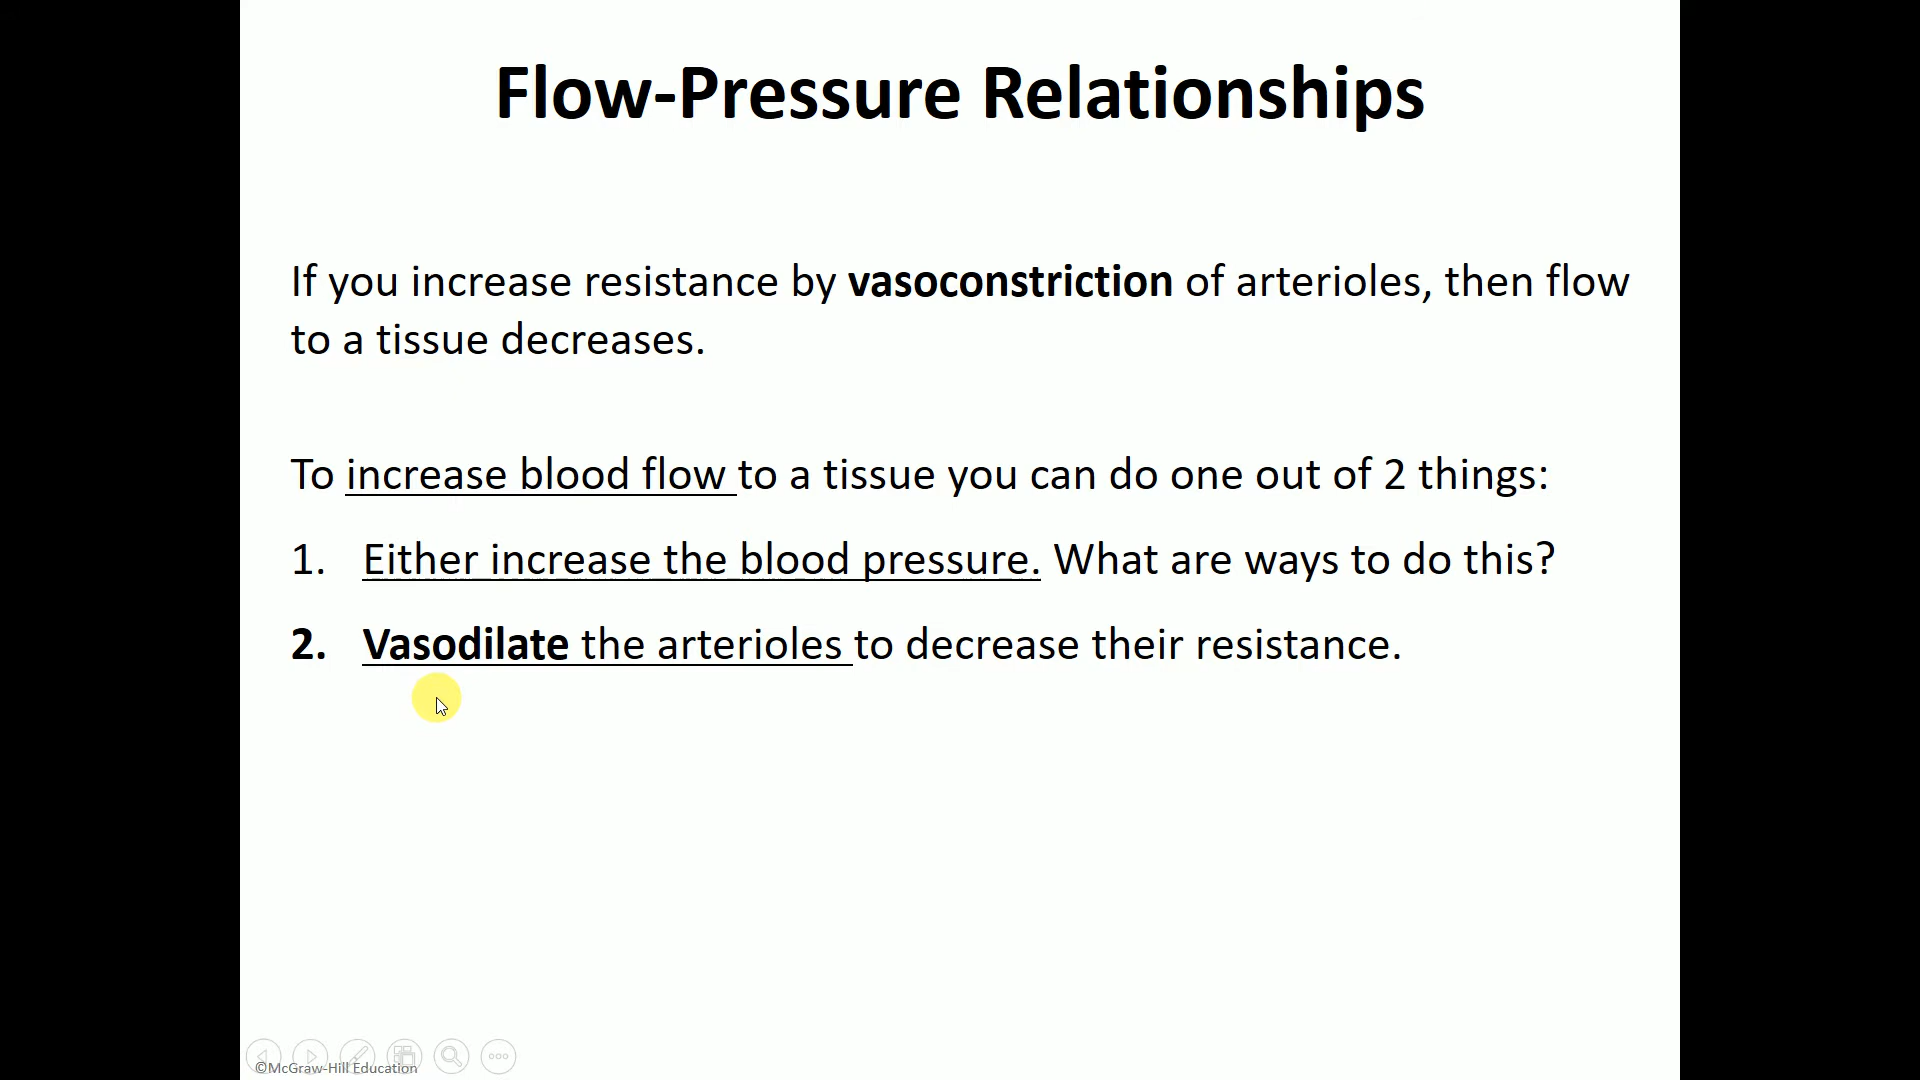 Flow-Pressure Relationships
If you increase resistance by vasoconstriction of arterioles, then flow
to a tissue decreases.
To increase blood flow to a tissue you can do one out of 2 things:
1. Either increase the blood pressure. What are ways to do this?
2. Vasodilate the arterioles to decrease their resistance.
©McGraw-Hill Education